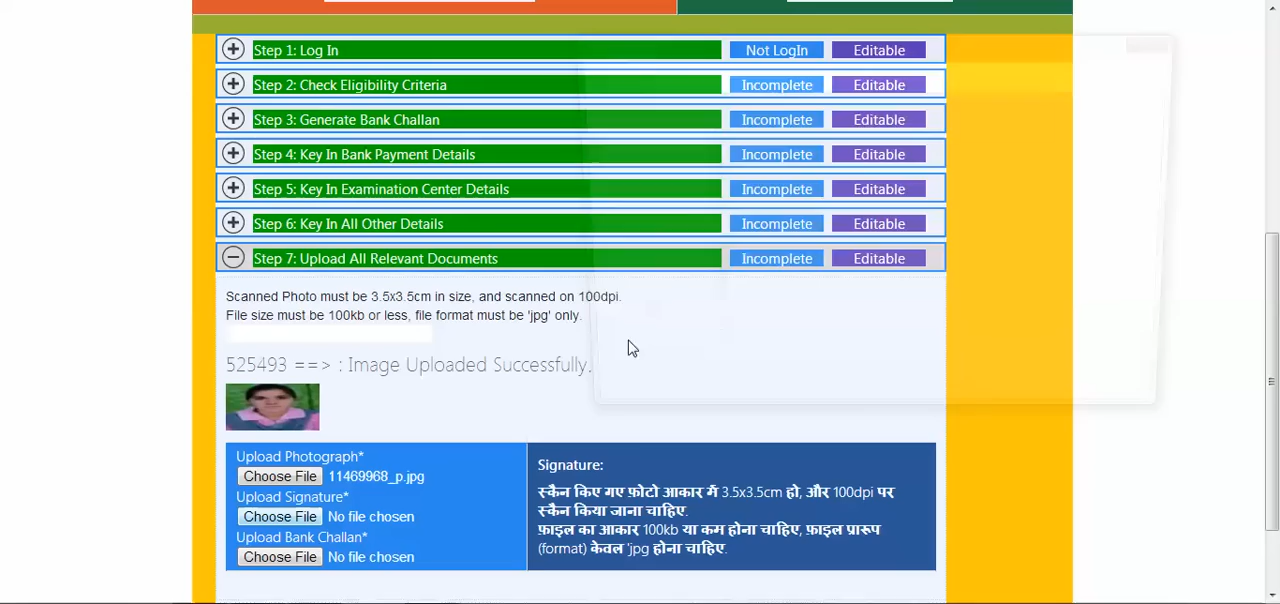 Step 1: Log In Not LogIn Editable
Step 2: Check Eligibility Criteria Incomplete Editable
Step 3: Generate Bank Challan Incomplete Editable
Step 4: Key In Bank Payment Details Incomplete Editable
Step 5: Key In Examination Center Details Incomplete Editable
Step 6: Key In All Other Details Incomplete Editable
Step 7: Upload All Relevant Documents Incomplete Editable
Scanned Photo must be 3.5x3.5cm in size, and scanned on 100dpi.
File size must be 100kb or less, file format must be 'jpg' only.
525493 ==> : Image Uploaded Successfully.
Upload Photograph*
Choose File 11469968_p.jpg
Upload Signature*
Choose File No file chosen
Upload Bank Challan*
Choose File No file chosen
Signature:
स्कैन किए गए फ़ोटो आकार में 3.5x3.5cm हो, और 100dpi पर
स्कैन किया जाना चाहिए.
फ़ाइल का आकार 100kb या कम होना चाहिए, फ़ाइल प्रारूप
(format) केवल 'jpg होना चाहिए.